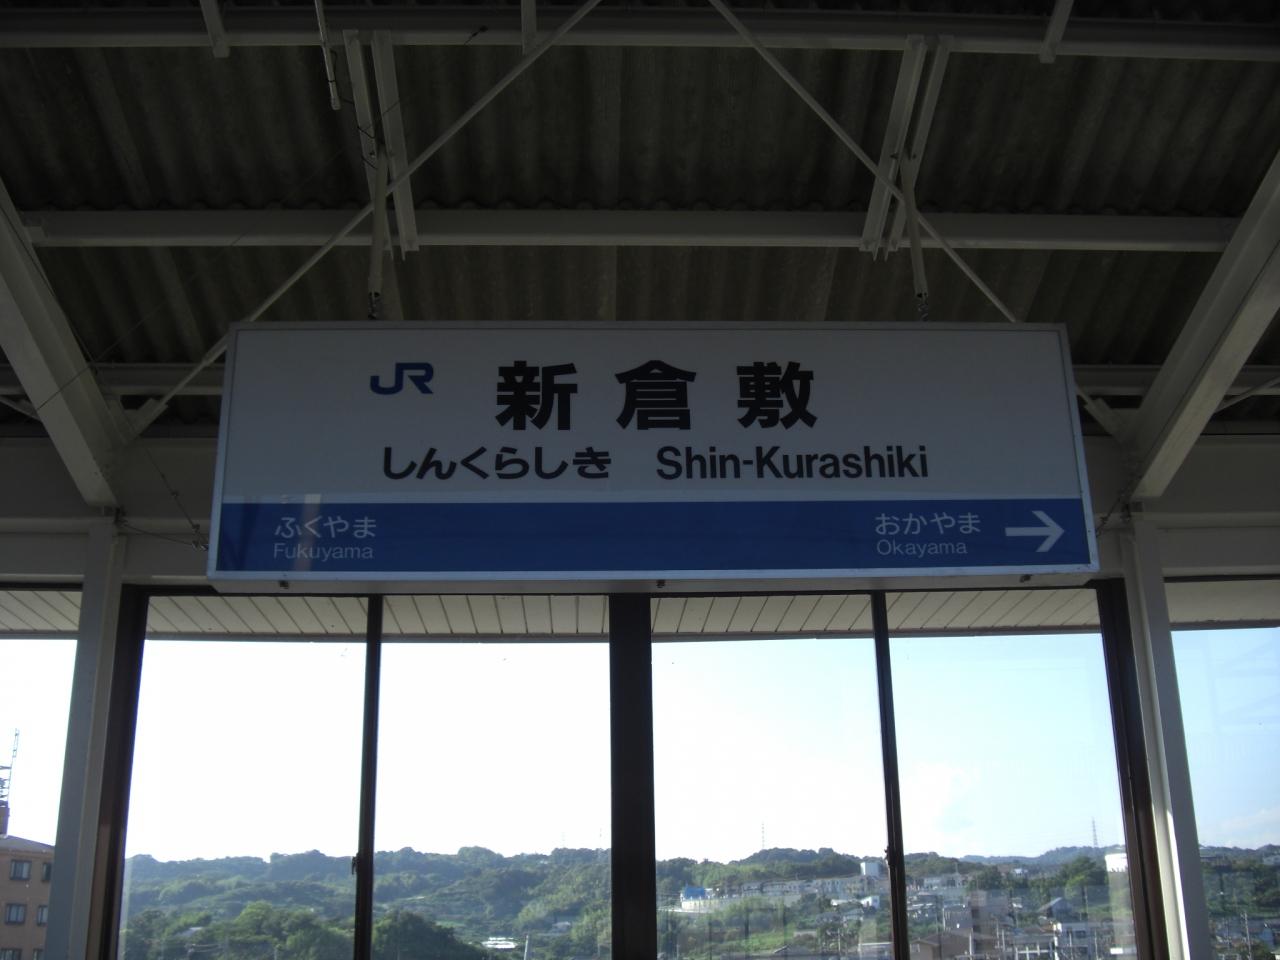 JR 新倉敷
しんくらしき Shin-Kurashiki
ふくやま おかやま →
Fukuyama Okayama